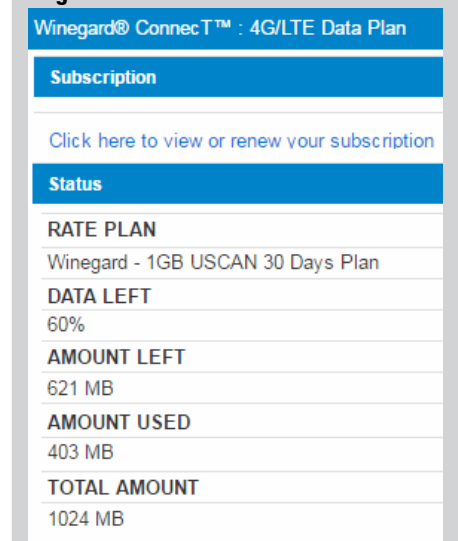 Winegard® ConnecT™ : 4G/LTE Data Plan
Subscription
Click here to view or renew your subscription
Status
RATE PLAN
Winegard - 1GB USCAN 30 Days Plan
DATA LEFT
60%
AMOUNT LEFT
621 MB
AMOUNT USED
403 MB
TOTAL AMOUNT
1024 MB